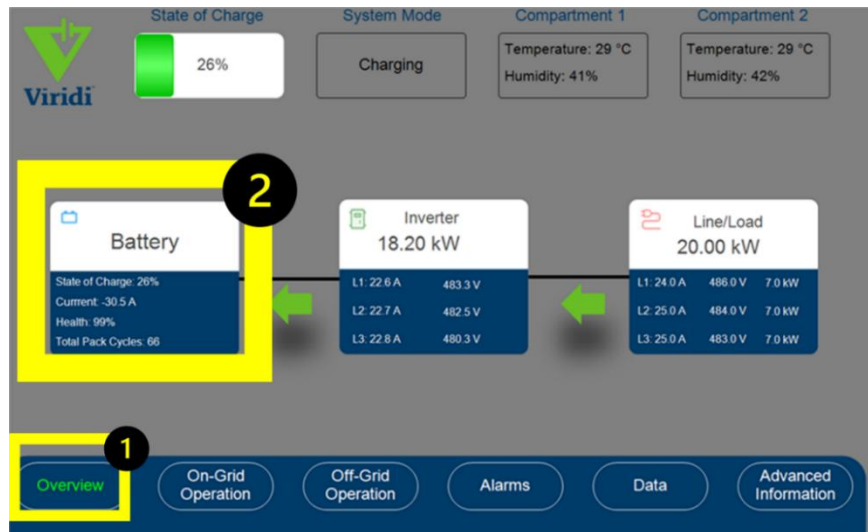 State of Charge
System Mode
Compartment 1
Compartment 2
Viridi
26%
Charging
Temperature: 29 °C
Humidity: 41%
Temperature: 29 °C
Humidity: 42%
2
Battery
State of Charge: 26%
Currrent: -30.5 A
Health: 99%
Total Pack Cycles: 66
Inverter
18.20 kW
L1: 22.6 A 483.3 V
L2: 22.7 A 482.5 V
L3: 22.8 A 480.3 V
Line/Load
20.00 kW
L1: 24.0 A 486.0 V 7.0 kW
L2: 25.0 A 484.0 V 7.0 kW
L3: 25.0 A 483.0 V 7.0 kW
1
Overview
On-Grid
Operation
Off-Grid
Operation
Alarms
Data
Advanced
Information